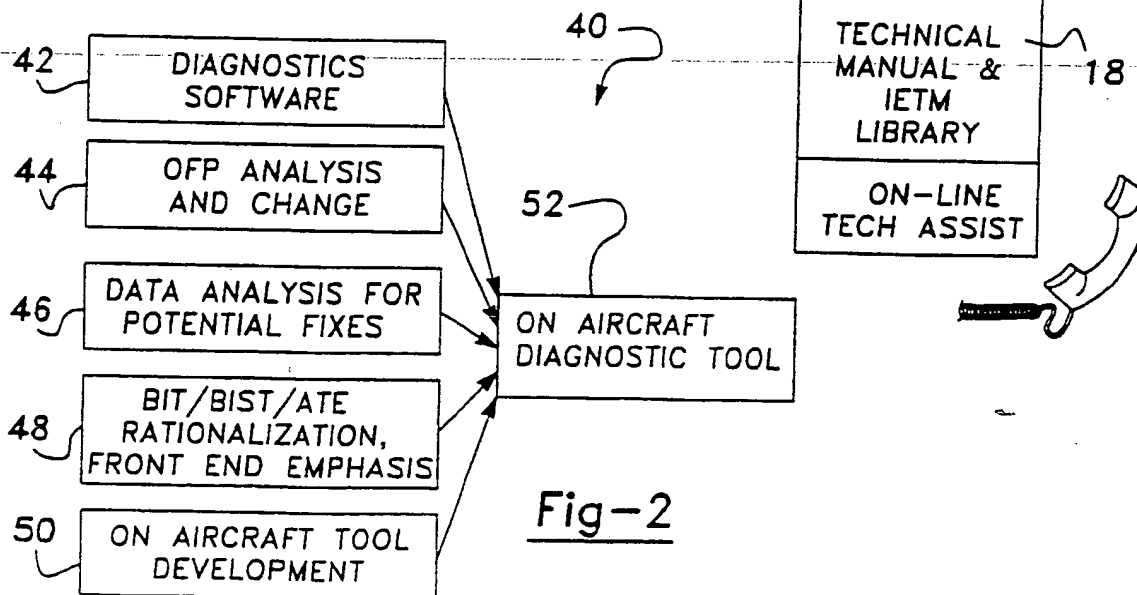 42
DIAGNOSTICS
SOFTWARE
44
OFP ANALYSIS
AND CHANGE
46
DATA ANALYSIS FOR
POTENTIAL FIXES
48
BIT/BIST/ATE
RATIONALIZATION,
FRONT END EMPHASIS
50
ON AIRCRAFT TOOL
DEVELOPMENT
40
52
ON AIRCRAFT
DIAGNOSTIC TOOL
TECHNICAL
MANUAL &
IETM
LIBRARY
18
ON-LINE
TECH ASSIST
Fig-2